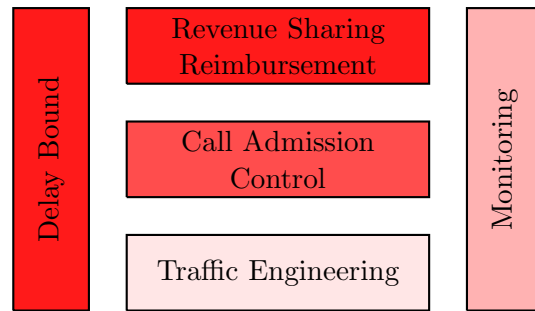 Delay Bound
Revenue Sharing
Reimbursement
Call Admission
Control
Traffic Engineering
Monitoring